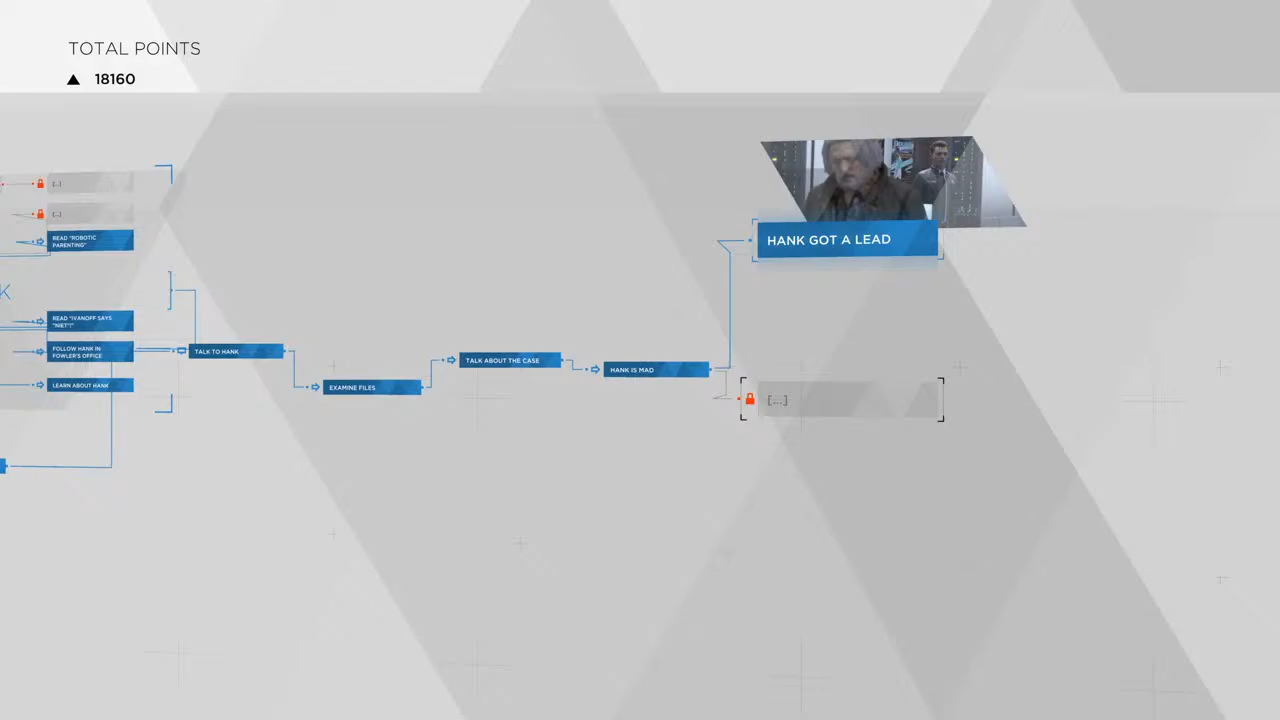 TOTAL POINTS
18160
[...]
[...]
READ "ROBOTIC
PARENTING"
HANK GOT A LEAD
K
READ "IVANOFF SAYS
"NIET"!"
FOLLOW HANK IN
FOWLER'S OFFICE
TALK TO HANK
LEARN ABOUT HANK
EXAMINE FILES
TALK ABOUT THE CASE
HANK IS MAD
[...]